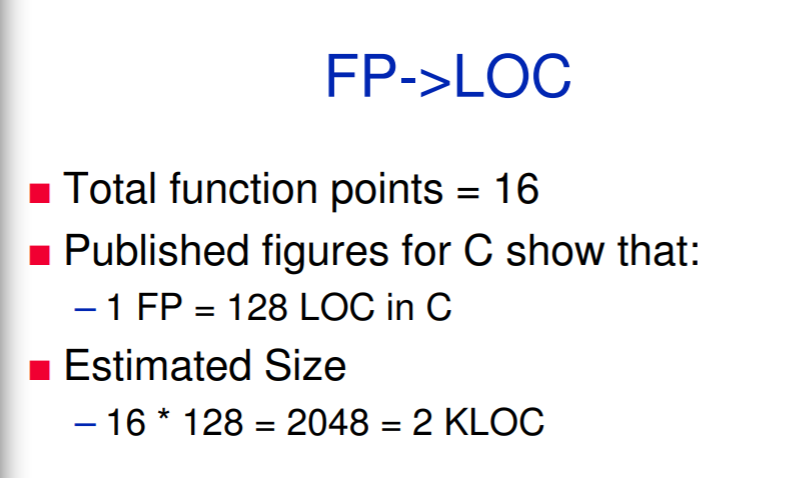 FP->LOC
Total function points = 16
Published figures for C show that:
– 1 FP = 128 LOC in C
Estimated Size
– 16 * 128 = 2048 = 2 KLOC